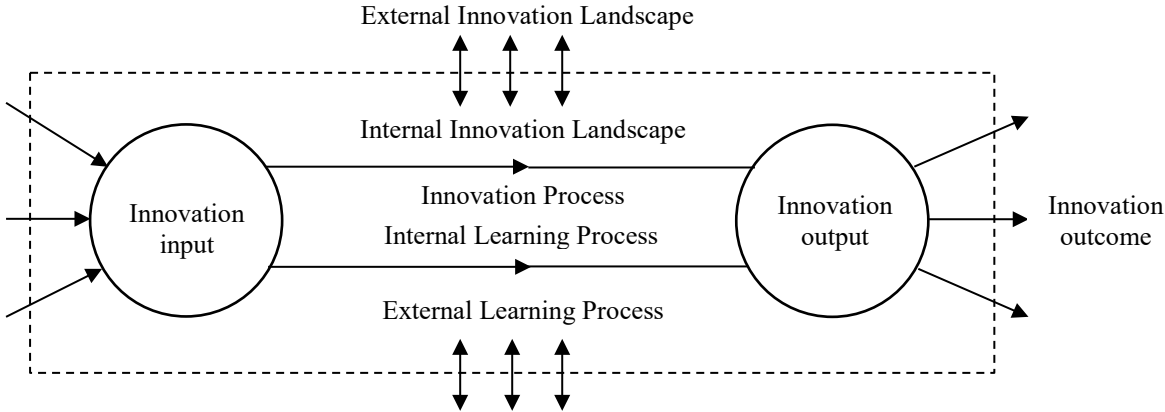 External Innovation Landscape
Internal Innovation Landscape
Innovation Process
Innovation
input
Innovation
output
Innovation
outcome
Internal Learning Process
External Learning Process